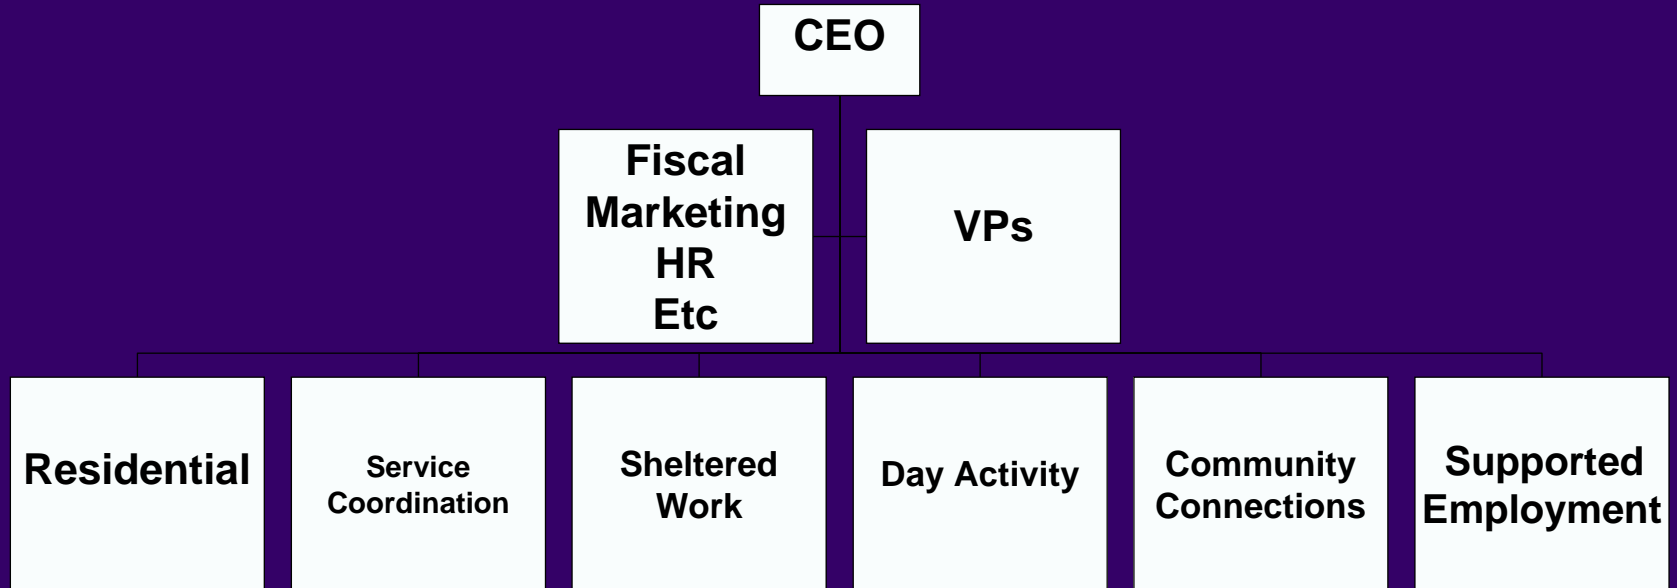 CEO
Fiscal
Marketing
HR
Etc
VPs
Residential
Service
Coordination
Sheltered
Work
Day Activity
Community
Connections
Supported
Employment